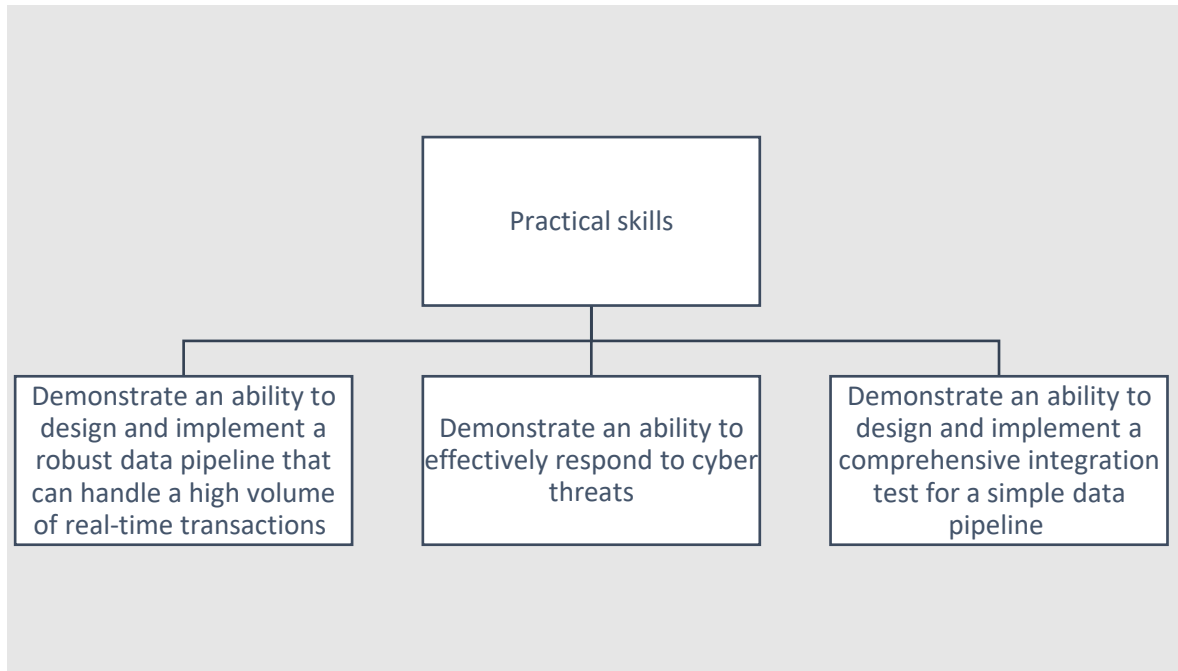 Practical skills
Demonstrate an ability to
design and implement a
robust data pipeline that
can handle a high volume
of real-time transactions
Demonstrate an ability to
effectively respond to cyber
threats
Demonstrate an ability to
design and implement a
comprehensive integration
test for a simple data
pipeline